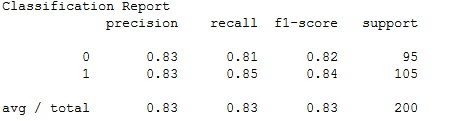 Classification Report
precision recall f1-score support
0 0.83 0.81 0.82 95
1 0.83 0.85 0.84 105
avg / total 0.83 0.83 0.83 200